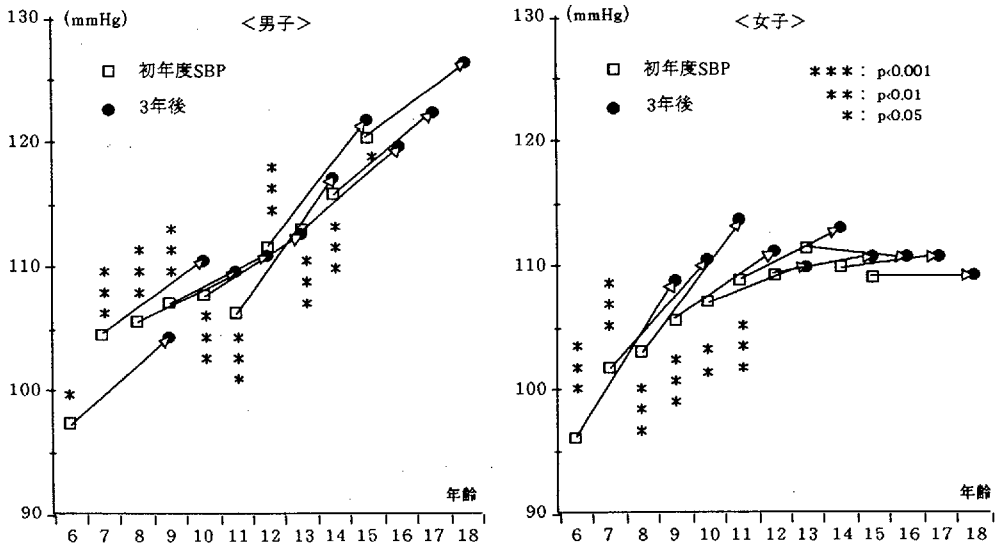 130
(mmHg)
<男子>
□ 初年度SBP
● 3年後
120
110
100
90
年齢
6 7 8 9 10 11 12 13 14 15 16 17 18
* *** *** *** *** *** *** *** *** *
130
(mmHg)
<女子>
□ 初年度SBP
● 3年後
***: p<0.001
**: p<0.01
*: p<0.05
120
110
100
90
年齢
6 7 8 9 10 11 12 13 14 15 16 17 18
*** *** *** *** ** ***